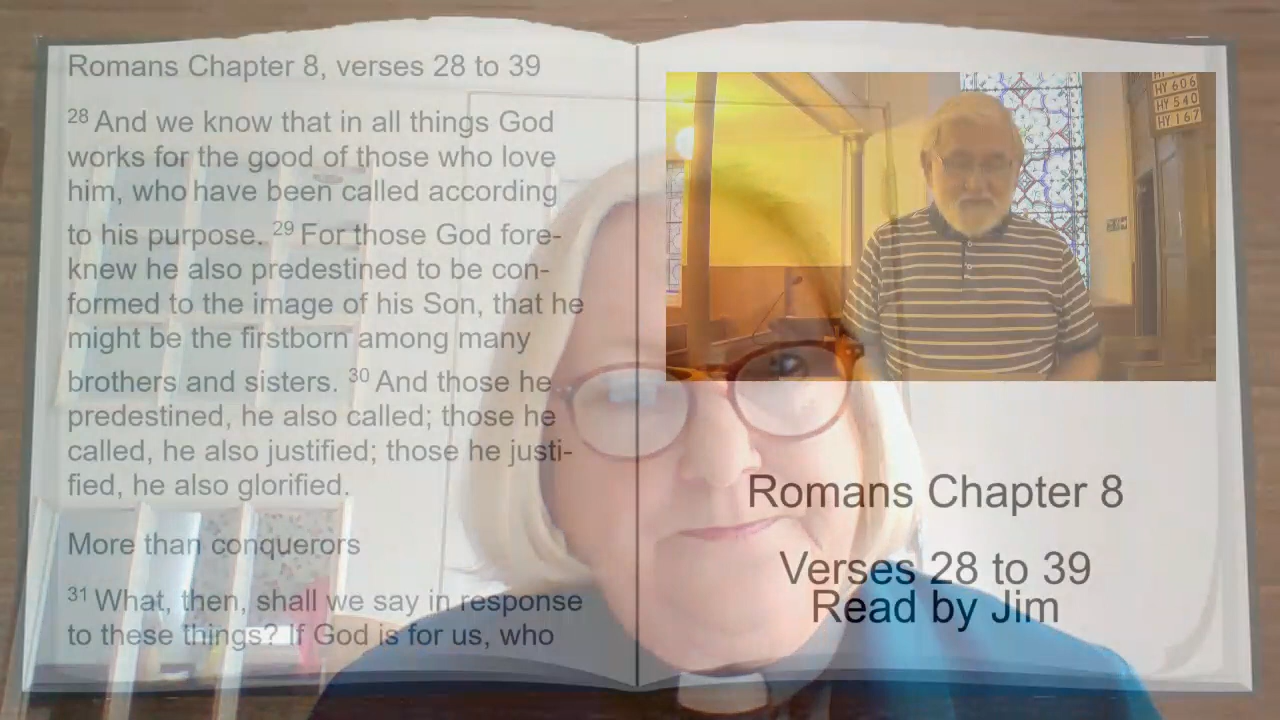 Romans Chapter 8, verses 28 to 39
28 And we know that in all things God
works for the good of those who love
him, who have been called according
to his purpose. 29 For those God fore-
knew he also predestined to be con-
formed to the image of his Son, that he
might be the firstborn among many
brothers and sisters. 30 And those he
predestined, he also called; those he
called, he also justified; those he justi-
fied, he also glorified.
More than conquerors
31 What, then, shall we say in response
to these things? If God is for us, who
HY 606
HY 540
HY 167
Romans Chapter 8
Verses 28 to 39
Read by Jim